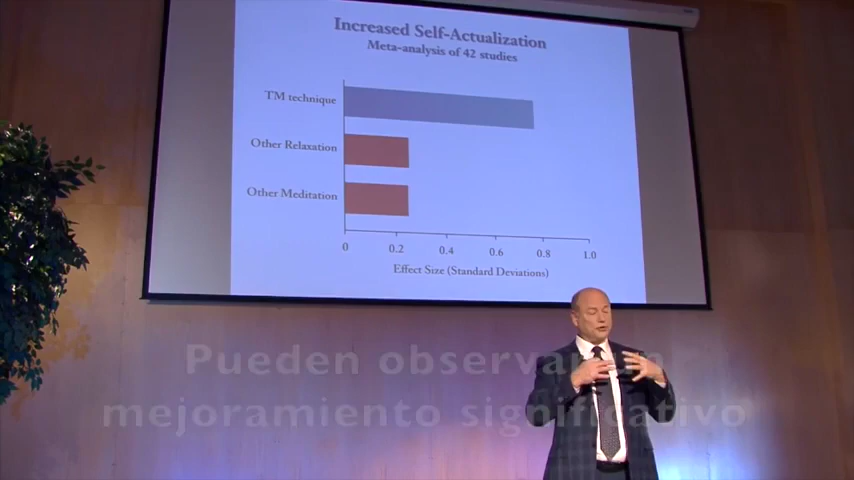 Increased Self-Actualization
Meta-analysis of 42 studies
TM technique
Other Relaxation
Other Meditation
0 0.2 0.4 0.6 0.8 1.0
Effect Size (Standard Deviations)
Pueden observar un
mejoramiento significativo